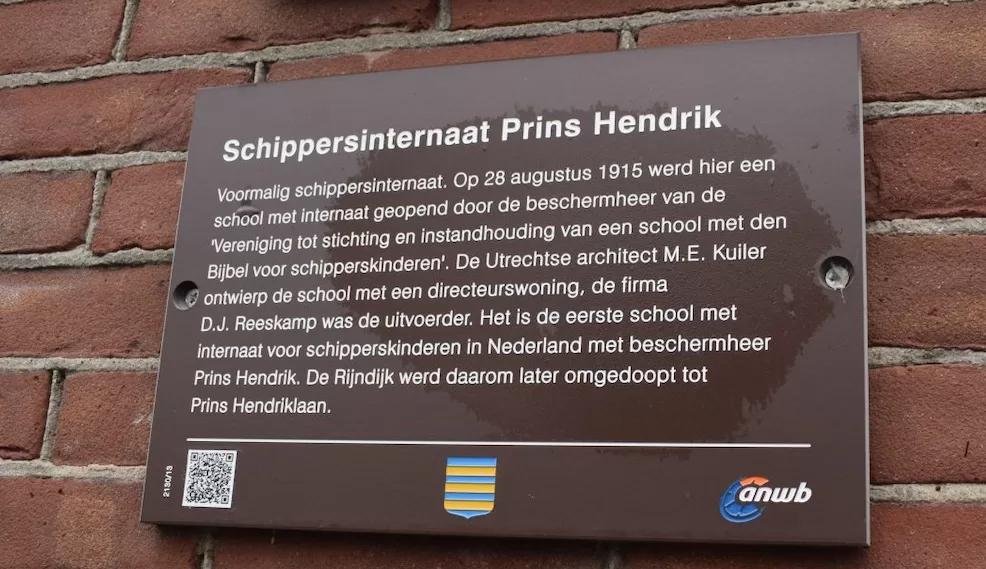 Schippersinternaat Prins Hendrik
Voormalig schippersinternaat. Op 28 augustus 1915 werd hier een
school met internaat geopend door de beschermheer van de
'Vereniging tot stichting en instandhouding van een school met den
Bijbel voor schipperskinderen'. De Utrechtse architect M.E. Kuiler
ontwierp de school met een directeurswoning, de firma
D.J. Reeskamp was de uitvoerder. Het is de eerste school met
internaat voor schipperskinderen in Nederland met beschermheer
Prins Hendrik. De Rijndijk werd daarom later omgedoopt tot
Prins Hendriklaan.
2130/13
anwb